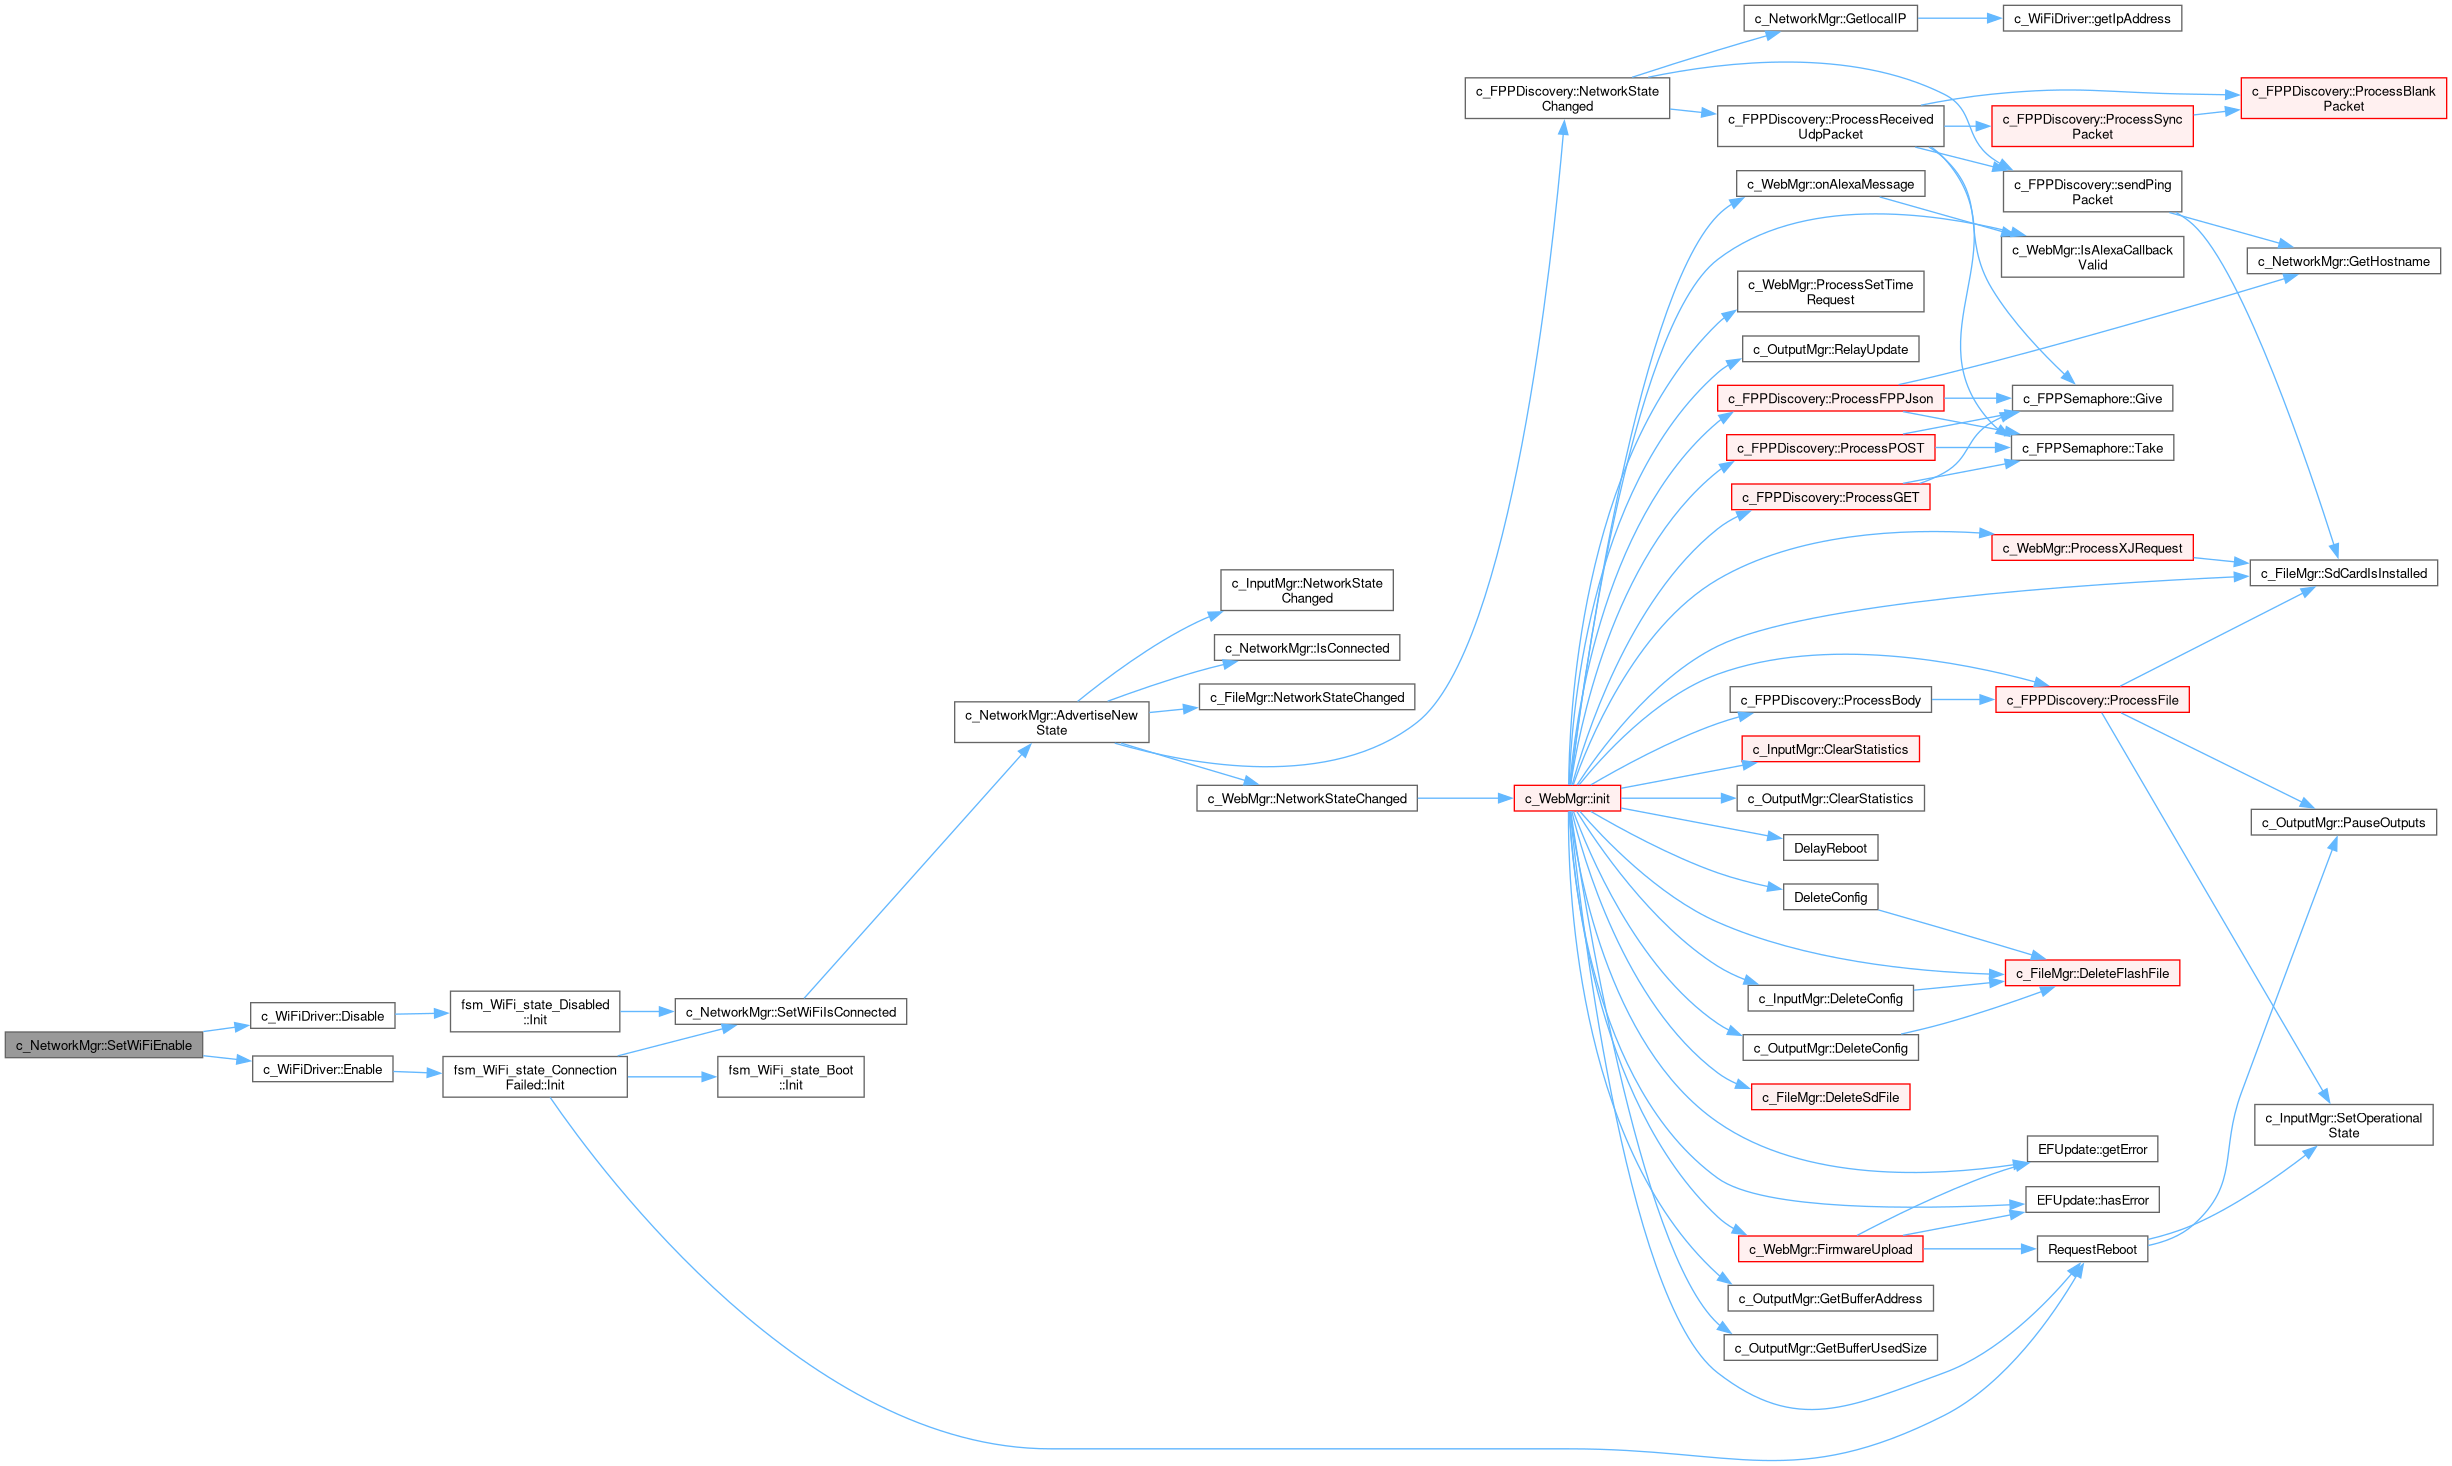 c_NetworkMgr::SetWiFiEnable
c_WiFiDriver::Disable
c_WiFiDriver::Enable
fsm_WiFi_state_Disabled
::Init
fsm_WiFi_state_Connection
Failed::Init
c_NetworkMgr::SetWiFiIsConnected
fsm_WiFi_state_Boot
::Init
c_NetworkMgr::AdvertiseNew
State
c_InputMgr::NetworkState
Changed
c_NetworkMgr::IsConnected
c_FileMgr::NetworkStateChanged
c_WebMgr::NetworkStateChanged
c_FPPDiscovery::NetworkState
Changed
c_WebMgr::init
c_NetworkMgr::GetlocalIP
c_FPPDiscovery::ProcessReceived
UdpPacket
c_WebMgr::onAlexaMessage
c_WebMgr::ProcessSetTime
Request
c_OutputMgr::RelayUpdate
c_FPPDiscovery::ProcessFPPJson
c_FPPDiscovery::ProcessPOST
c_FPPDiscovery::ProcessGET
c_FPPDiscovery::ProcessBody
c_InputMgr::ClearStatistics
c_OutputMgr::ClearStatistics
DelayReboot
DeleteConfig
c_InputMgr::DeleteConfig
c_OutputMgr::DeleteConfig
c_FileMgr::DeleteSdFile
c_WebMgr::FirmwareUpload
c_OutputMgr::GetBufferAddress
c_OutputMgr::GetBufferUsedSize
c_WiFiDriver::getIpAddress
c_FPPDiscovery::ProcessSync
Packet
c_FPPDiscovery::sendPing
Packet
c_WebMgr::IsAlexaCallback
Valid
c_FPPSemaphore::Give
c_FPPSemaphore::Take
c_WebMgr::ProcessXJRequest
c_FPPDiscovery::ProcessFile
c_FileMgr::DeleteFlashFile
EFUpdate::getError
EFUpdate::hasError
RequestReboot
c_FPPDiscovery::ProcessBlank
Packet
c_NetworkMgr::GetHostname
c_FileMgr::SdCardIsInstalled
c_OutputMgr::PauseOutputs
c_InputMgr::SetOperational
State